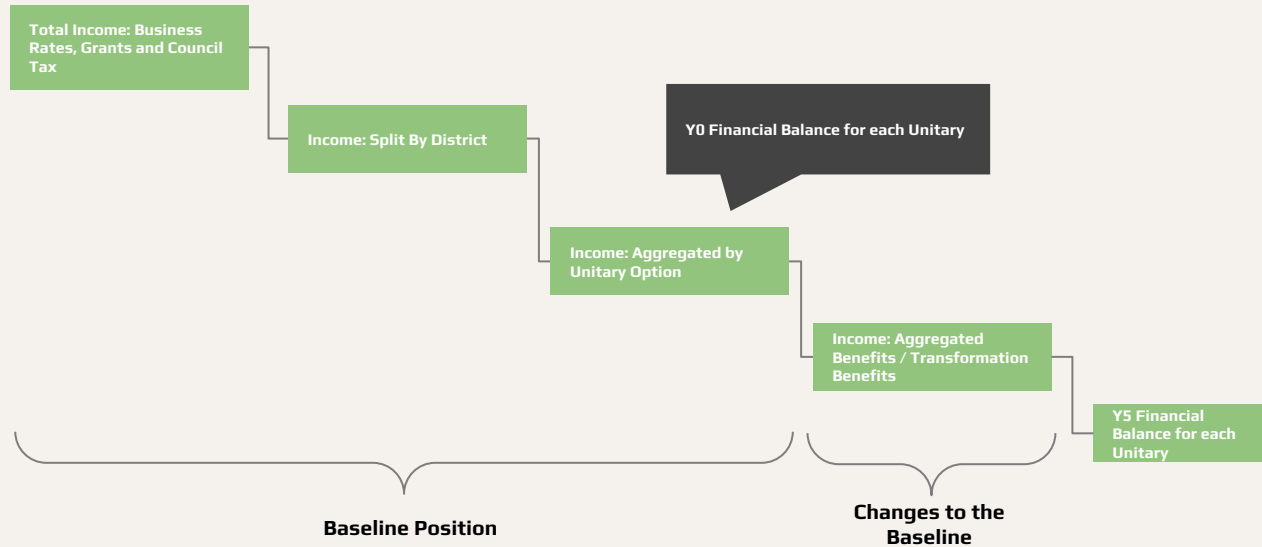 Total Income: Business
Rates, Grants and Council
Tax
Income: Split By District
Y0 Financial Balance for each Unitary
Income: Aggregated by
Unitary Option
Income: Aggregated
Benefits / Transformation
Benefits
Y5 Financial
Balance for each
Unitary
Baseline Position
Changes to the
Baseline